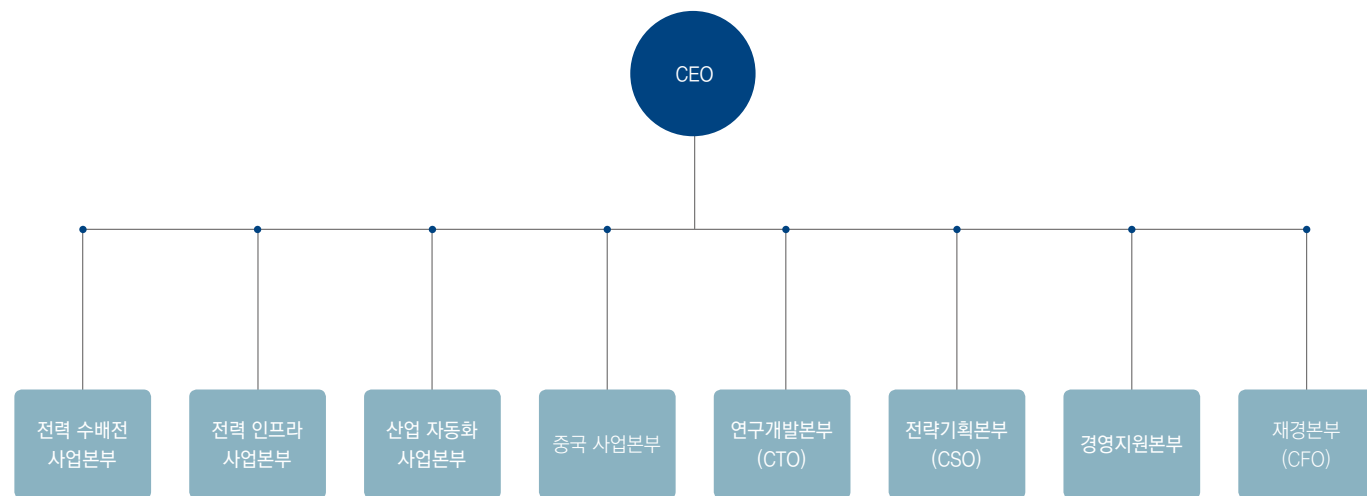 CEO
전력 수배전
사업본부
전력 인프라
사업본부
산업 자동화
사업본부
중국 사업본부
연구개발본부
(CTO)
전략기획본부
(CSO)
경영지원본부
재경본부
(CFO)